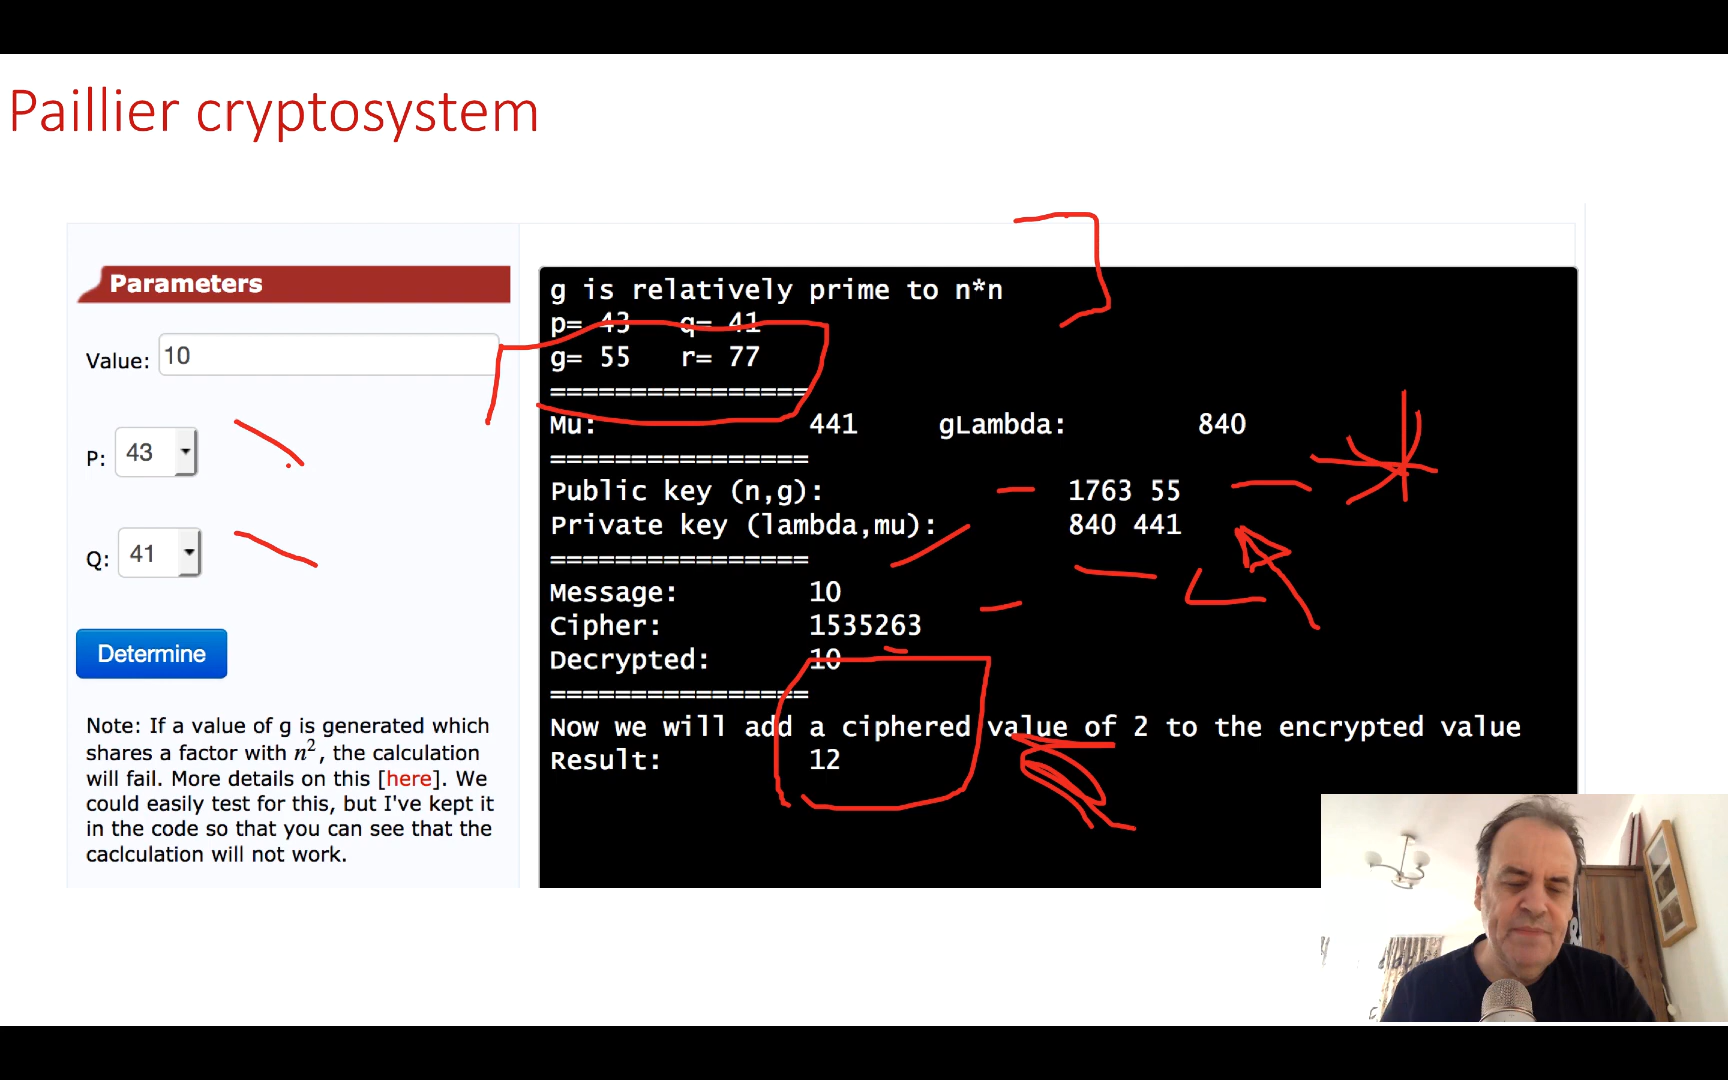 Paillier cryptosystem
Parameters
Value: 10
P: 43
Q: 41
Determine
Note: If a value of g is generated which
shares a factor with n², the calculation
will fail. More details on this [here]. We
could easily test for this, but I've kept it
in the code so that you can see that the
caclculation will not work.
g is relatively prime to n*n
p= 43 q= 41
g= 55 r= 77
================
Mu: 441 gLambda: 840
================
Public key (n,g): 1763 55
Private key (lambda,mu): 840 441
================
Message: 10
Cipher: 1535263
Decrypted: 10
================
Now we will add a ciphered value of 2 to the encrypted value
Result: 12